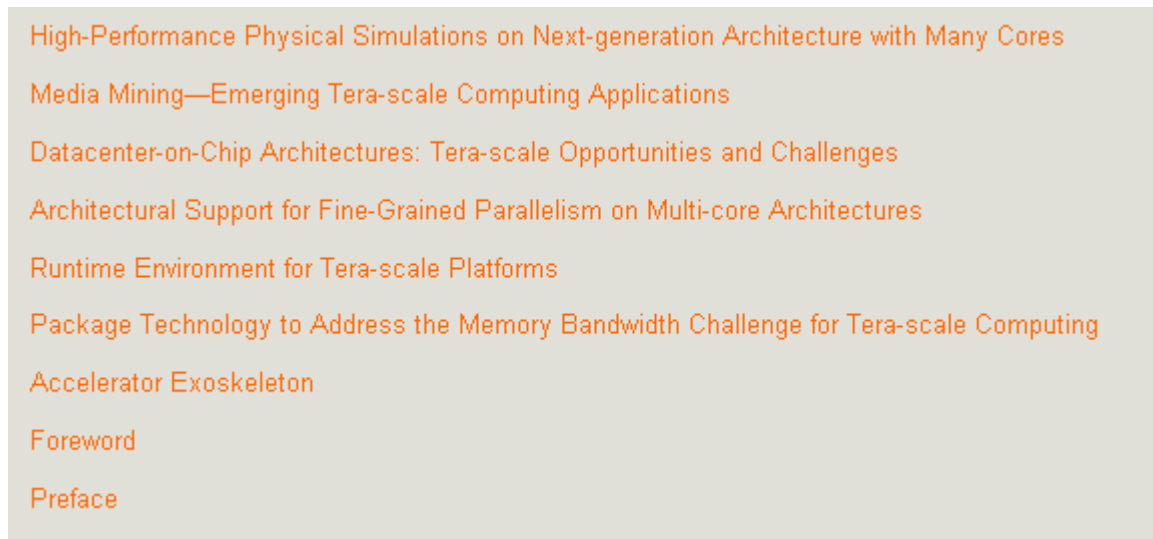 High-Performance Physical Simulations on Next-generation Architecture with Many Cores
Media Mining—Emerging Tera-scale Computing Applications
Datacenter-on-Chip Architectures: Tera-scale Opportunities and Challenges
Architectural Support for Fine-Grained Parallelism on Multi-core Architectures
Runtime Environment for Tera-scale Platforms
Package Technology to Address the Memory Bandwidth Challenge for Tera-scale Computing
Accelerator Exoskeleton
Foreword
Preface